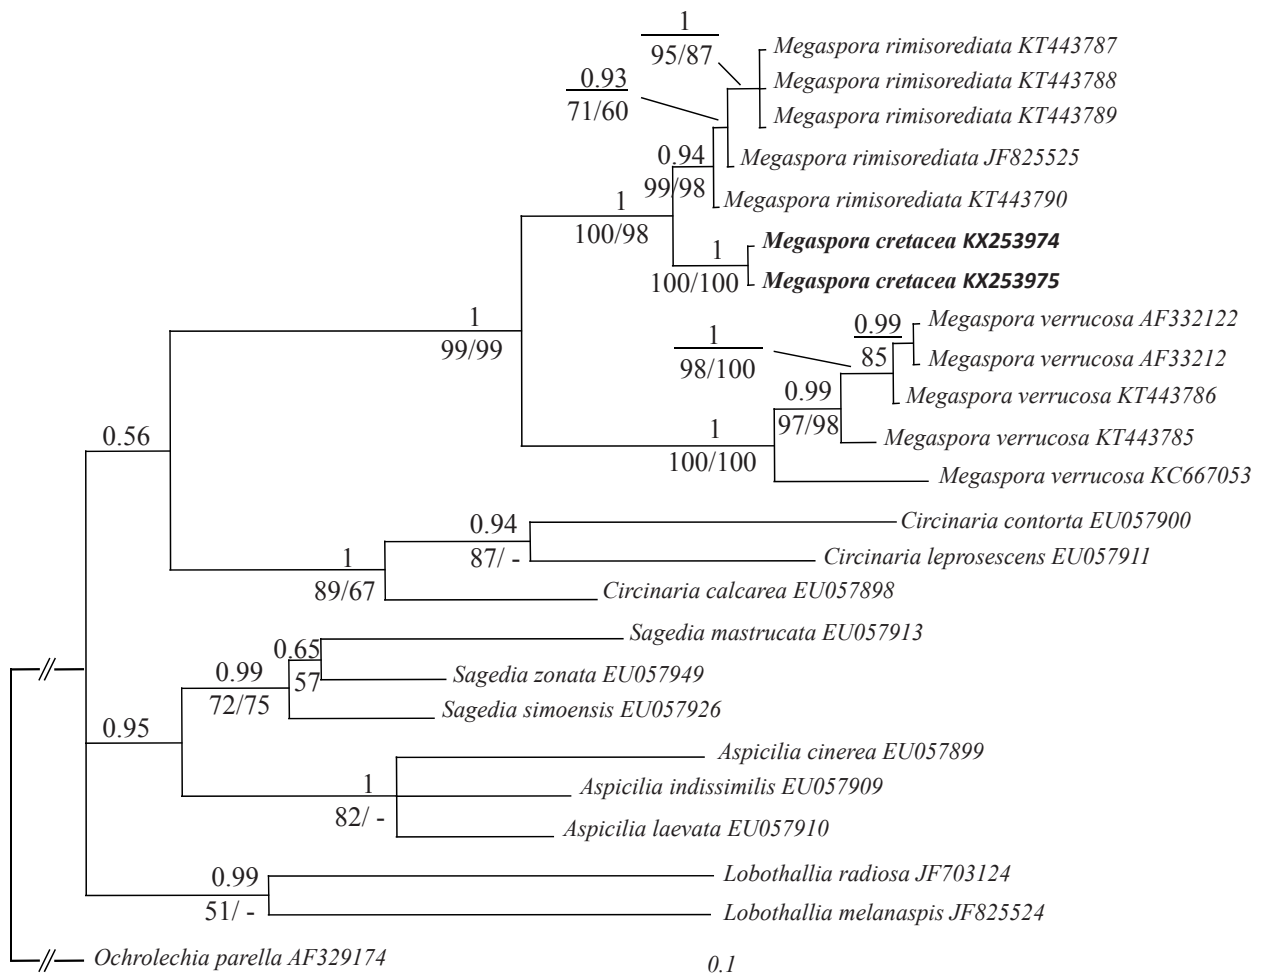 1
95/87
Megaspora rimisorediata KT443787
0.93
71/60
Megaspora rimisorediata KT443788
Megaspora rimisorediata KT443789
0.94
99/98
Megaspora rimisorediata JF825525
1
100/98
Megaspora rimisorediata KT443790
1
100/100
Megaspora cretacea KX253974
Megaspora cretacea KX253975
1
99/99
1
98/100
0.99
85
Megaspora verrucosa AF332122
Megaspora verrucosa AF33212
0.99
97/98
Megaspora verrucosa KT443786
1
100/100
Megaspora verrucosa KT443785
Megaspora verrucosa KC667053
0.56
0.94
87/ -
Circinaria contorta EU057900
Circinaria leprosescens EU057911
1
89/67
Circinaria calcarea EU057898
0.65
57
Sagedia mastrucata EU057913
0.99
72/75
Sagedia zonata EU057949
Sagedia simoensis EU057926
0.95
Aspicilia cinerea EU057899
1
82/ -
Aspicilia indissimilis EU057909
Aspicilia laevata EU057910
0.99
51/ -
Lobothallia radiosa JF703124
Lobothallia melanaspis JF825524
Ochrolechia parella AF329174
0.1